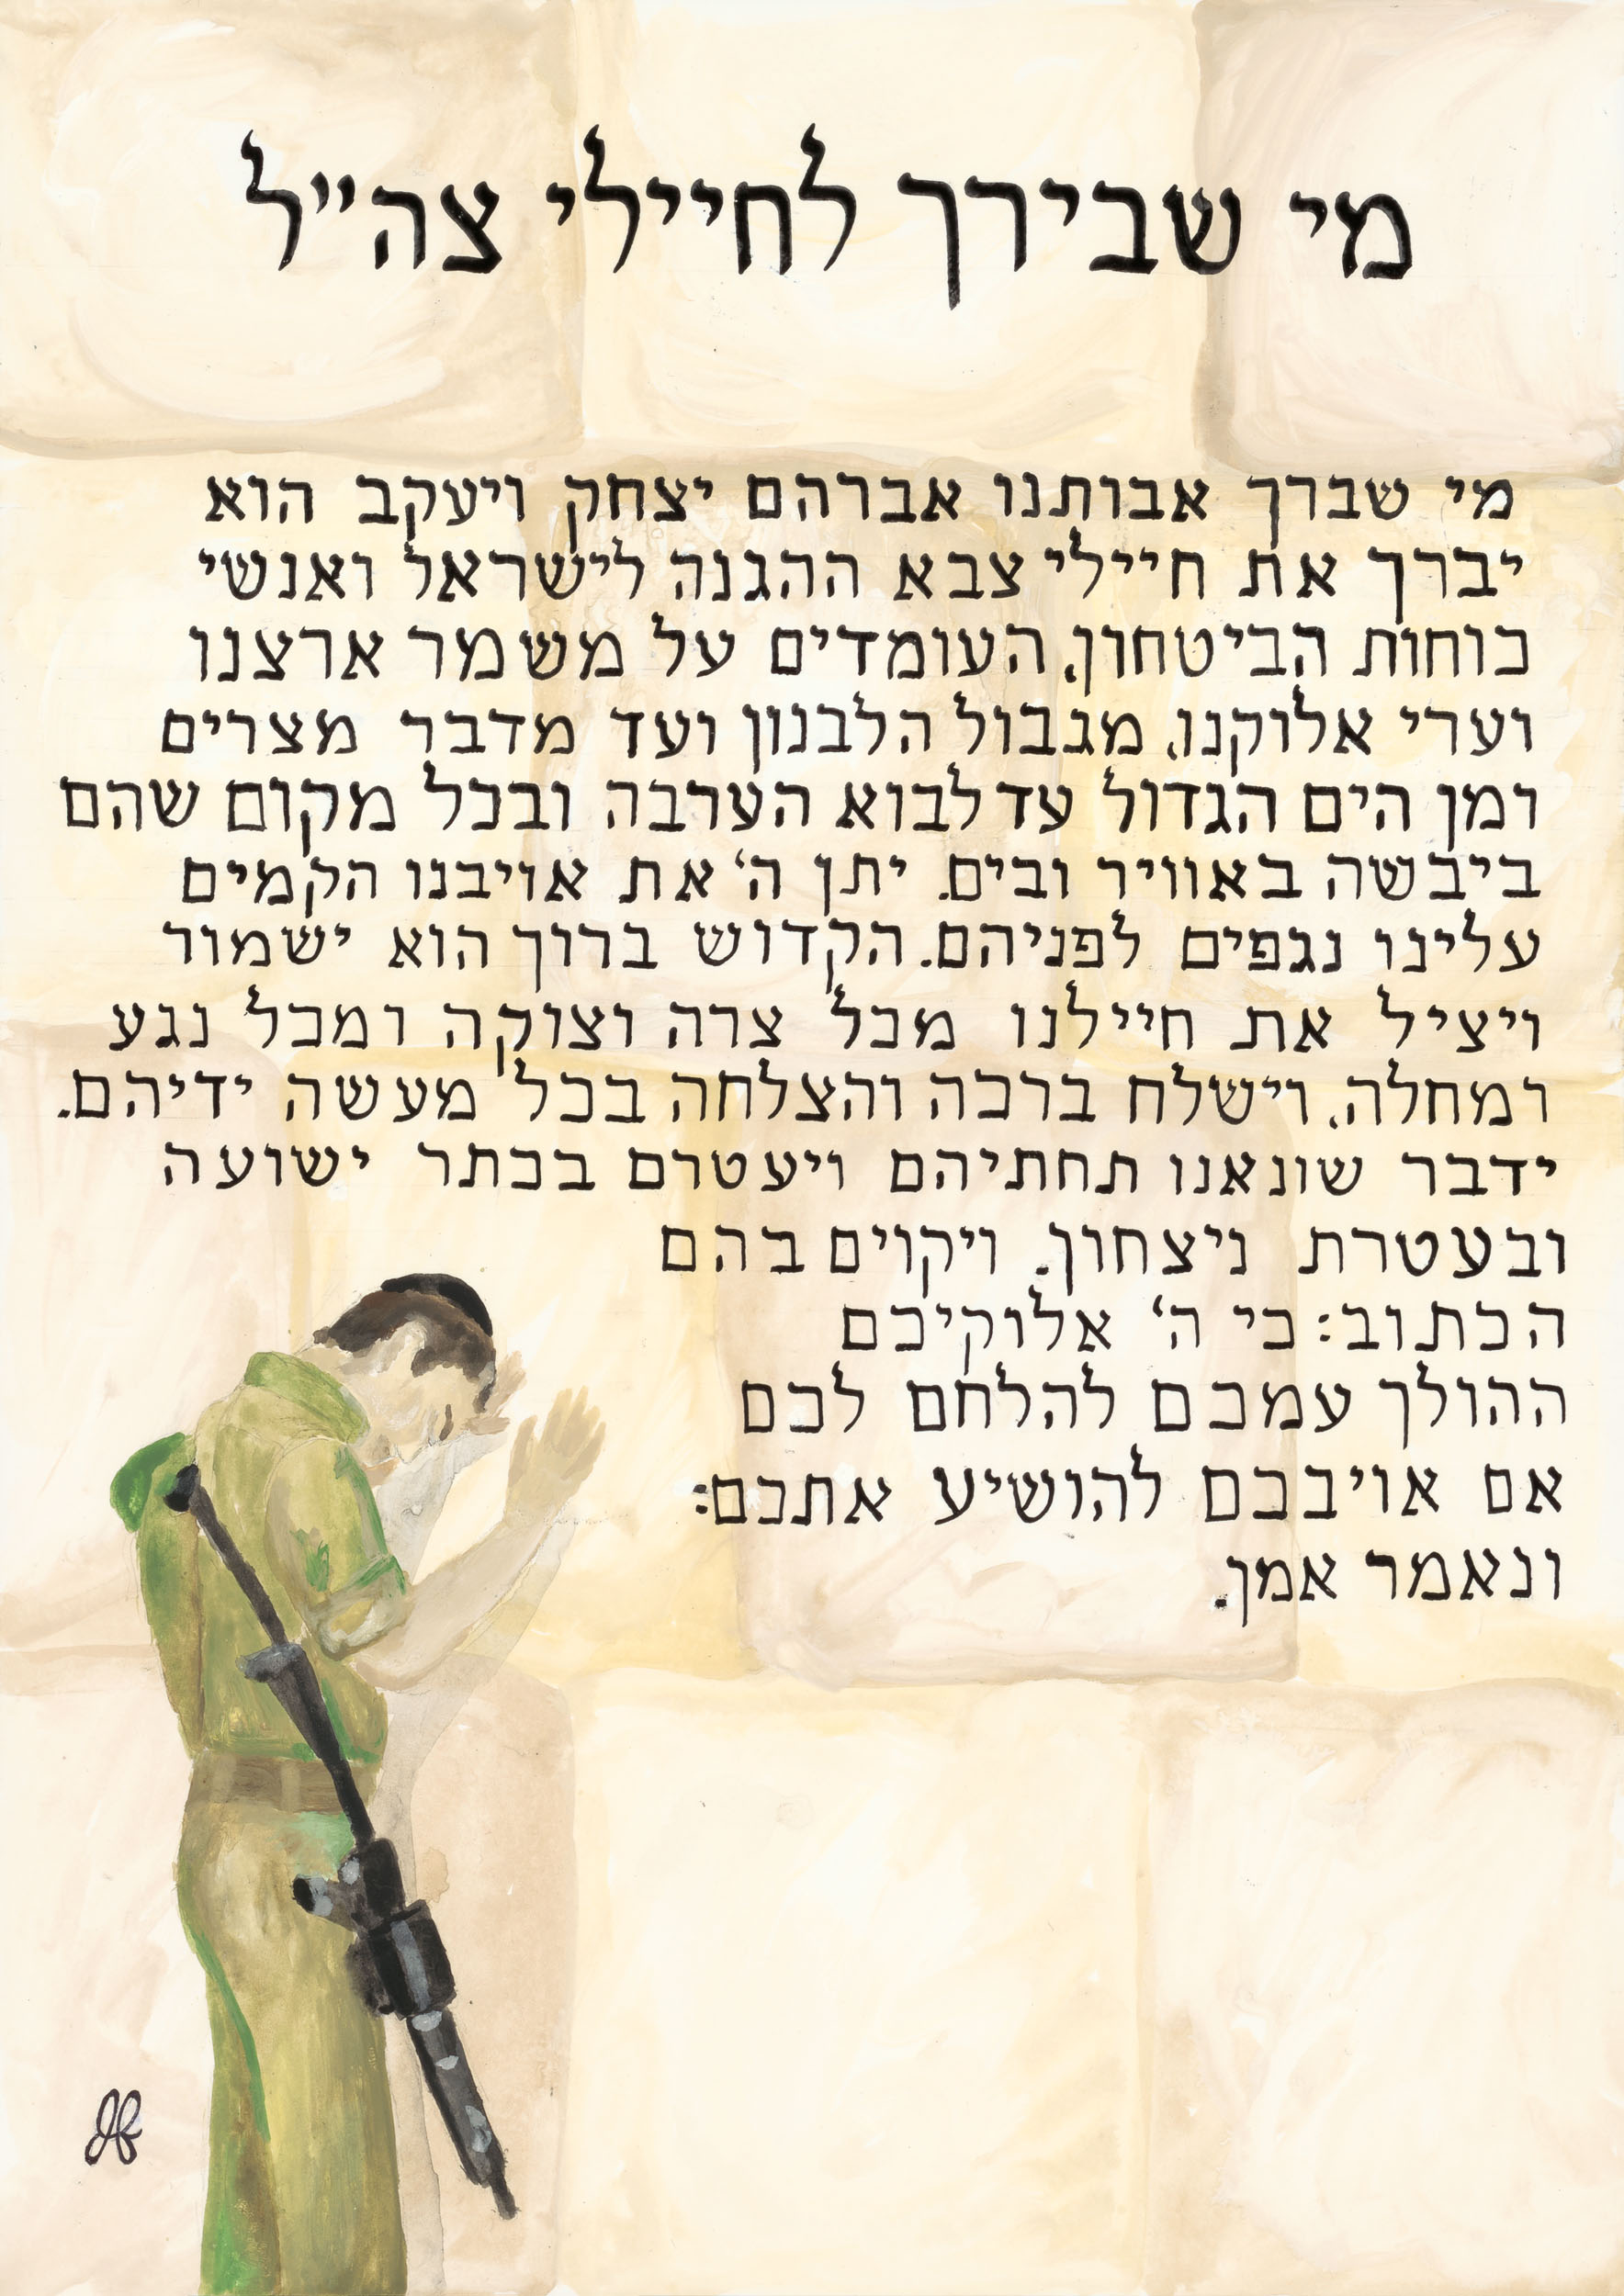 מי שבירך לחיילי צה״ל
מי שברך אבותנו אברהם יצחק ויעקב הוא
יברך את חיילי צבא ההגנה לישראל ואנשי
כוחות הביטחון, העומדים על משמר ארצנו
וערי אלוקנו, מגבול הלבנון ועד מדבר מצרים
ומן הים הגדול עד לבוא הערבה ובכל מקום שהם
ביבשה באוויר ובים. יתן ה׳ את אויבנו הקמים
עלינו נגפים לפניהם. הקדוש ברוך הוא ישמור
ויציל את חיילנו מכל צרה וצוקה ומכל נגע
ומחלה, וישלח ברכה והצלחה בכל מעשה ידיהם.
ידבר שונאנו תחתיהם ויעטרם בכתר ישועה
ובעטרת ניצחון. ויקוים בהם
הכתוב: כי ה׳ אלוקיכם
ההולך עמכם להלחם לכם
אם אויבכם להושיע אתכם:
ונאמר אמן.